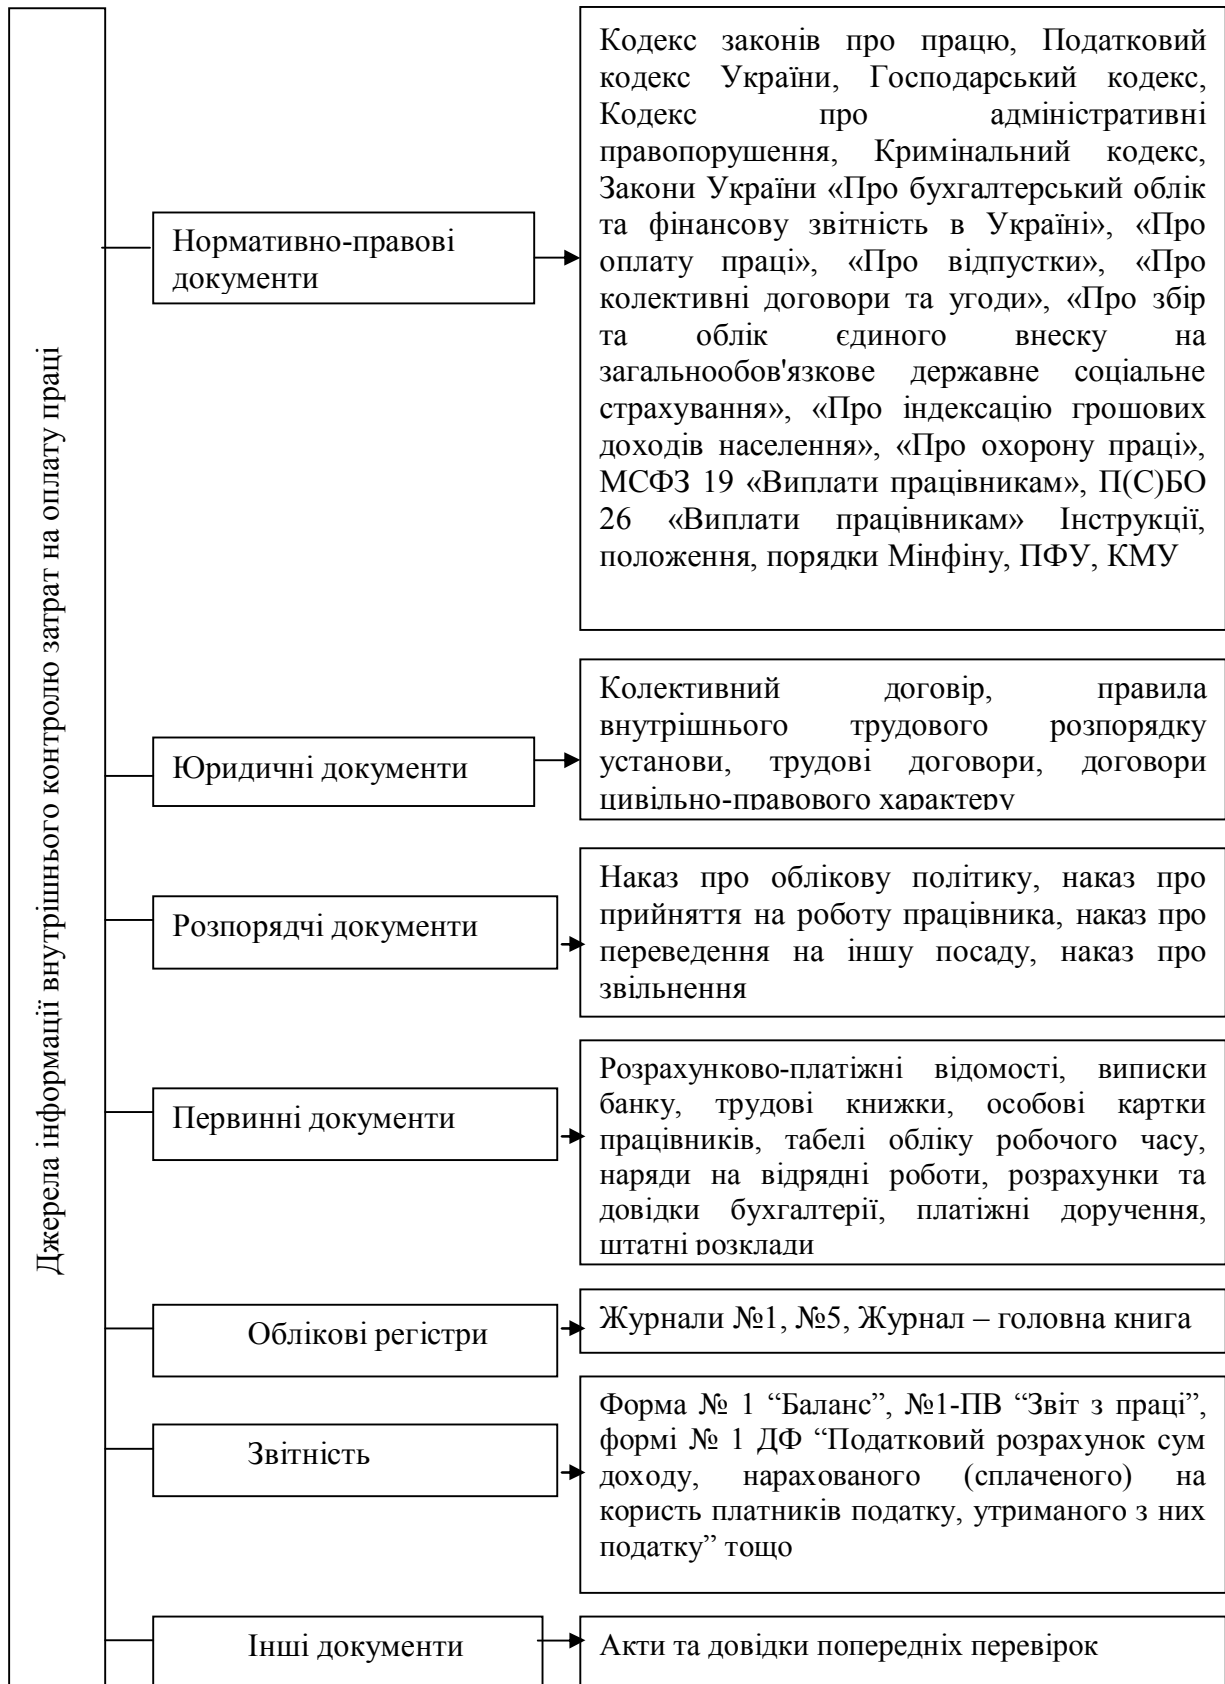 Джерела інформації внутрішнього контролю затрат на оплату праці
Нормативно-правові
документи
Кодекс законів про працю, Податковий
кодекс України, Господарський кодекс,
Кодекс про адміністративні
правопорушення, Кримінальний кодекс,
Закони України «Про бухгалтерський облік
та фінансову звітність в Україні», «Про
оплату праці», «Про відпустки», «Про
колективні договори та угоди», «Про збір
та облік єдиного внеску на
загальнообов'язкове державне соціальне
страхування», «Про індексацію грошових
доходів населення», «Про охорону праці»,
МСФЗ 19 «Виплати працівникам», П(С)БО
26 «Виплати працівникам» Інструкції,
положення, порядки Мінфіну, ПФУ, КМУ
Юридичні документи
Колективний договір, правила
внутрішнього трудового розпорядку
установи, трудові договори, договори
цивільно-правового характеру
Розпорядчі документи
Наказ про облікову політику, наказ про
прийняття на роботу працівника, наказ про
переведення на іншу посаду, наказ про
звільнення
Первинні документи
Розрахунково-платіжні відомості, виписки
банку, трудові книжки, особові картки
працівників, табелі обліку робочого часу,
наряди на відрядні роботи, розрахунки та
довідки бухгалтерії, платіжні доручення,
штатні розклади
Облікові регістри
Журнали №1, №5, Журнал – головна книга
Звітність
Форма № 1 “Баланс”, №1-ПВ “Звіт з праці”,
формі № 1 ДФ “Податковий розрахунок сум
доходу, нарахованого (сплаченого) на
користь платників податку, утриманого з них
податку” тощо
Інші документи
Акти та довідки попередніх перевірок